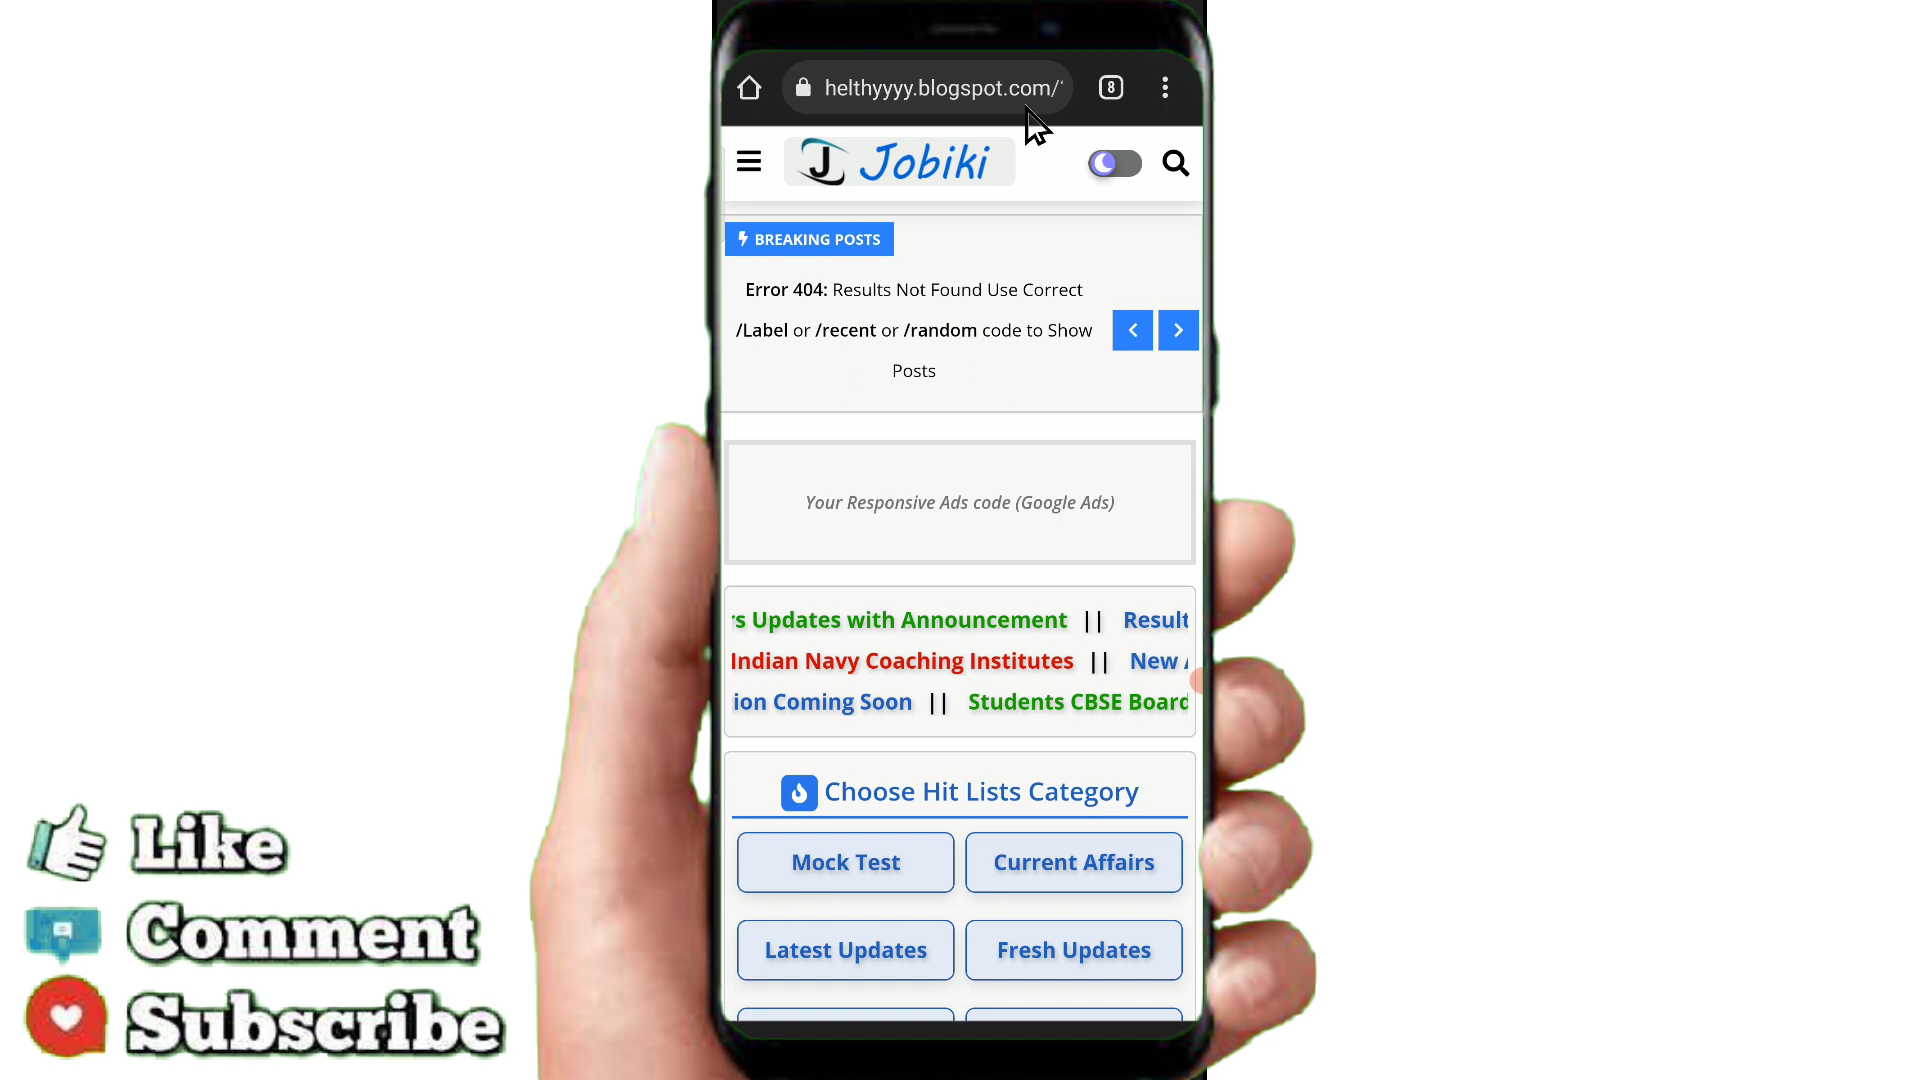 helthyyyy.blogspot.com/
8
J Jobiki
BREAKING POSTS
Error 404: Results Not Found Use Correct
/Label or /recent or /random code to Show
Posts
Your Responsive Ads code (Google Ads)
s Updates with Announcement || Result
Indian Navy Coaching Institutes || New
ion Coming Soon || Students CBSE Board
Choose Hit Lists Category
Mock Test
Current Affairs
Latest Updates
Fresh Updates
Like
Comment
Subscribe